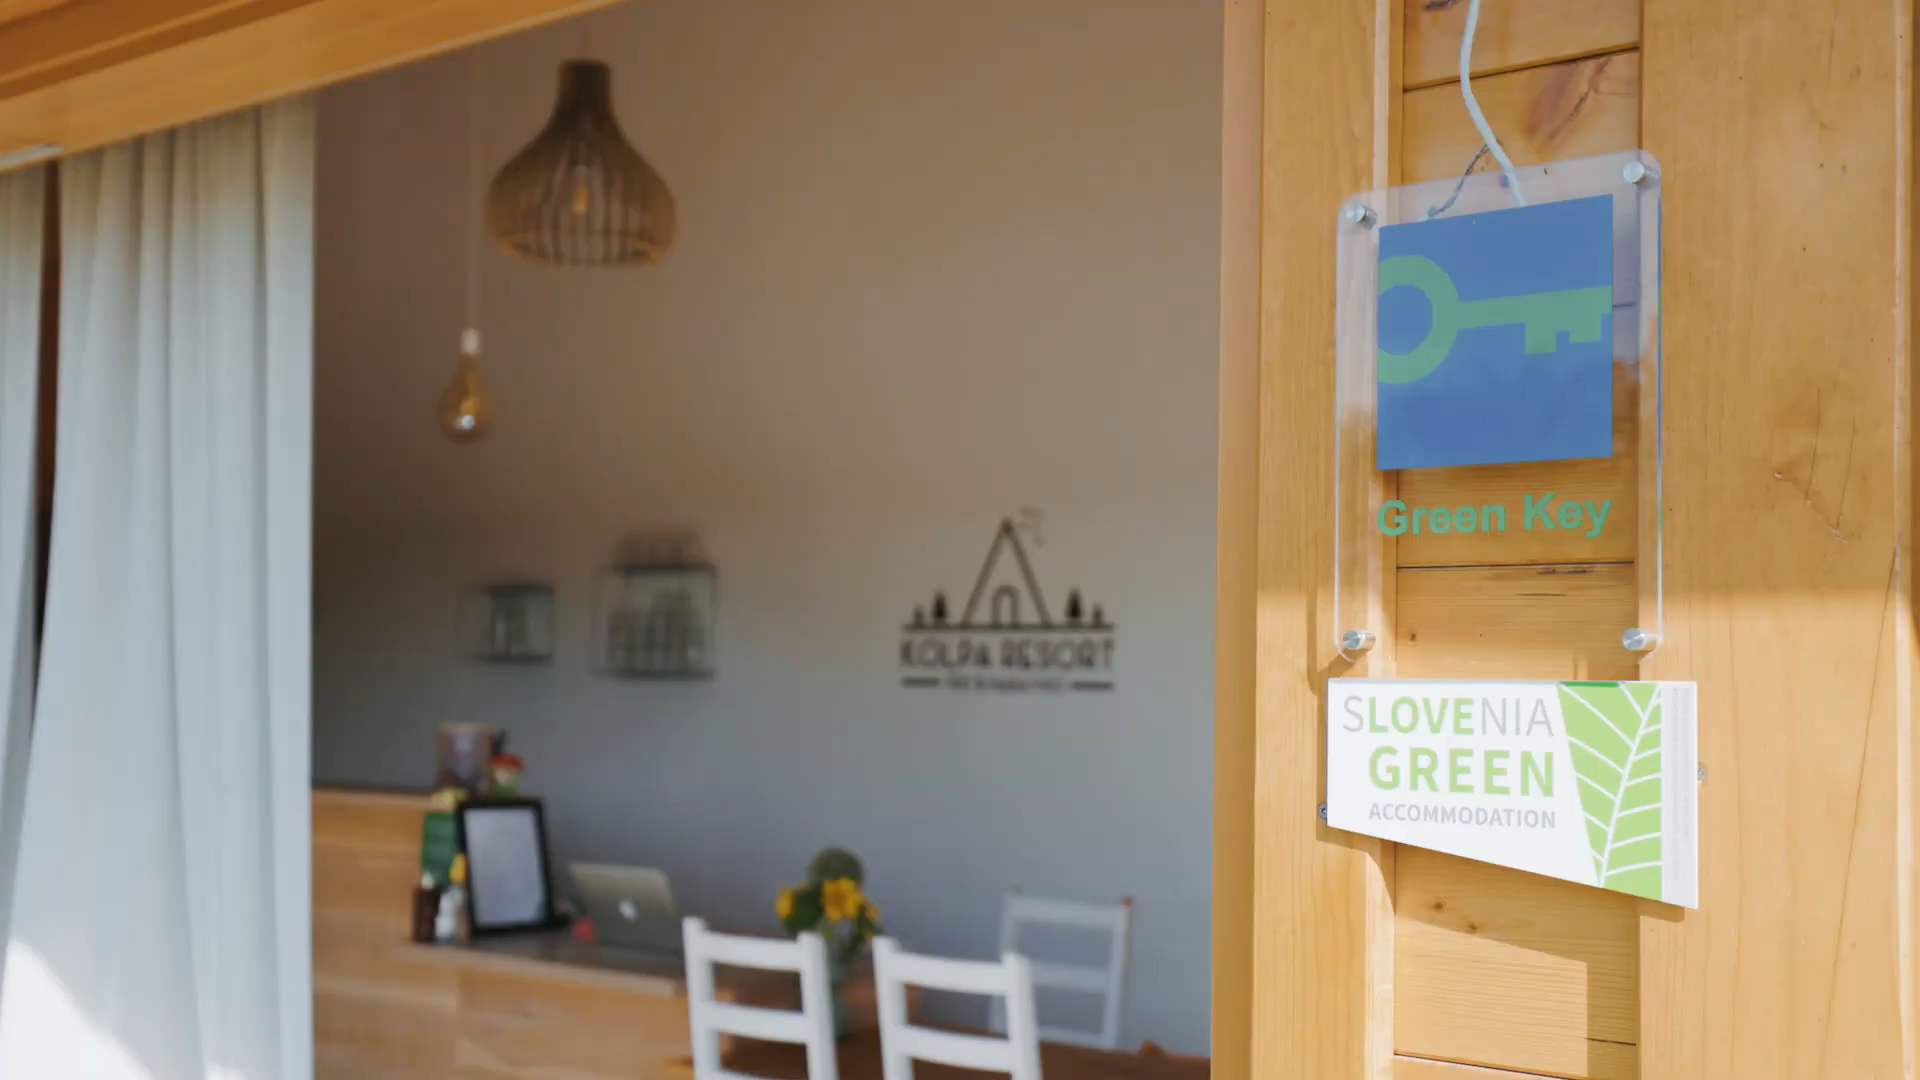 Green Key
SLOVENIA
GREEN
ACCOMMODATION
KOLPA RESORT